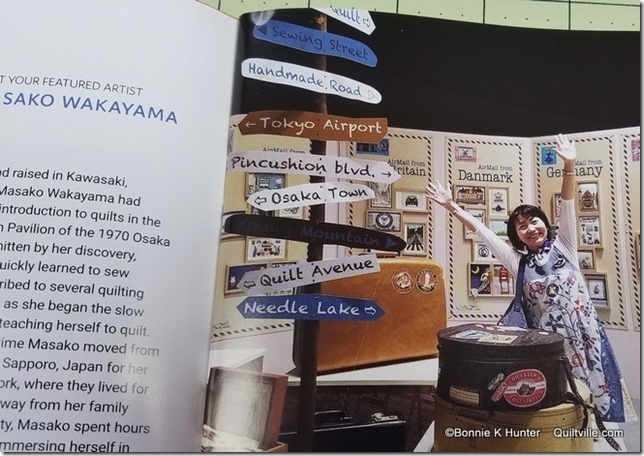 T YOUR FEATURED ARTIST
SAKO WAKAYAMA
d raised in Kawasaki,
Masako Wakayama had
introduction to quilts in the
n Pavilion of the 1970 Osaka
mitten by her discovery,
quickly learned to sew
ribed to several quilting
as she began the slow
teaching herself to quilt.
ime Masako moved from
Sapporo, Japan for her
ork, where they lived for
way from her family
ty, Masako spent hours
mmersing herself in
Quilt
Sewing Street
Handmade Road
← Tokyo Airport
Pincushion blvd. →
Osaka Town
Mountain
Quilt Avenue
Needle Lake
AirMail from
Britain
AirMail from
Denmark
AirMail from
Germany
©Bonnie K Hunter Quiltville.com